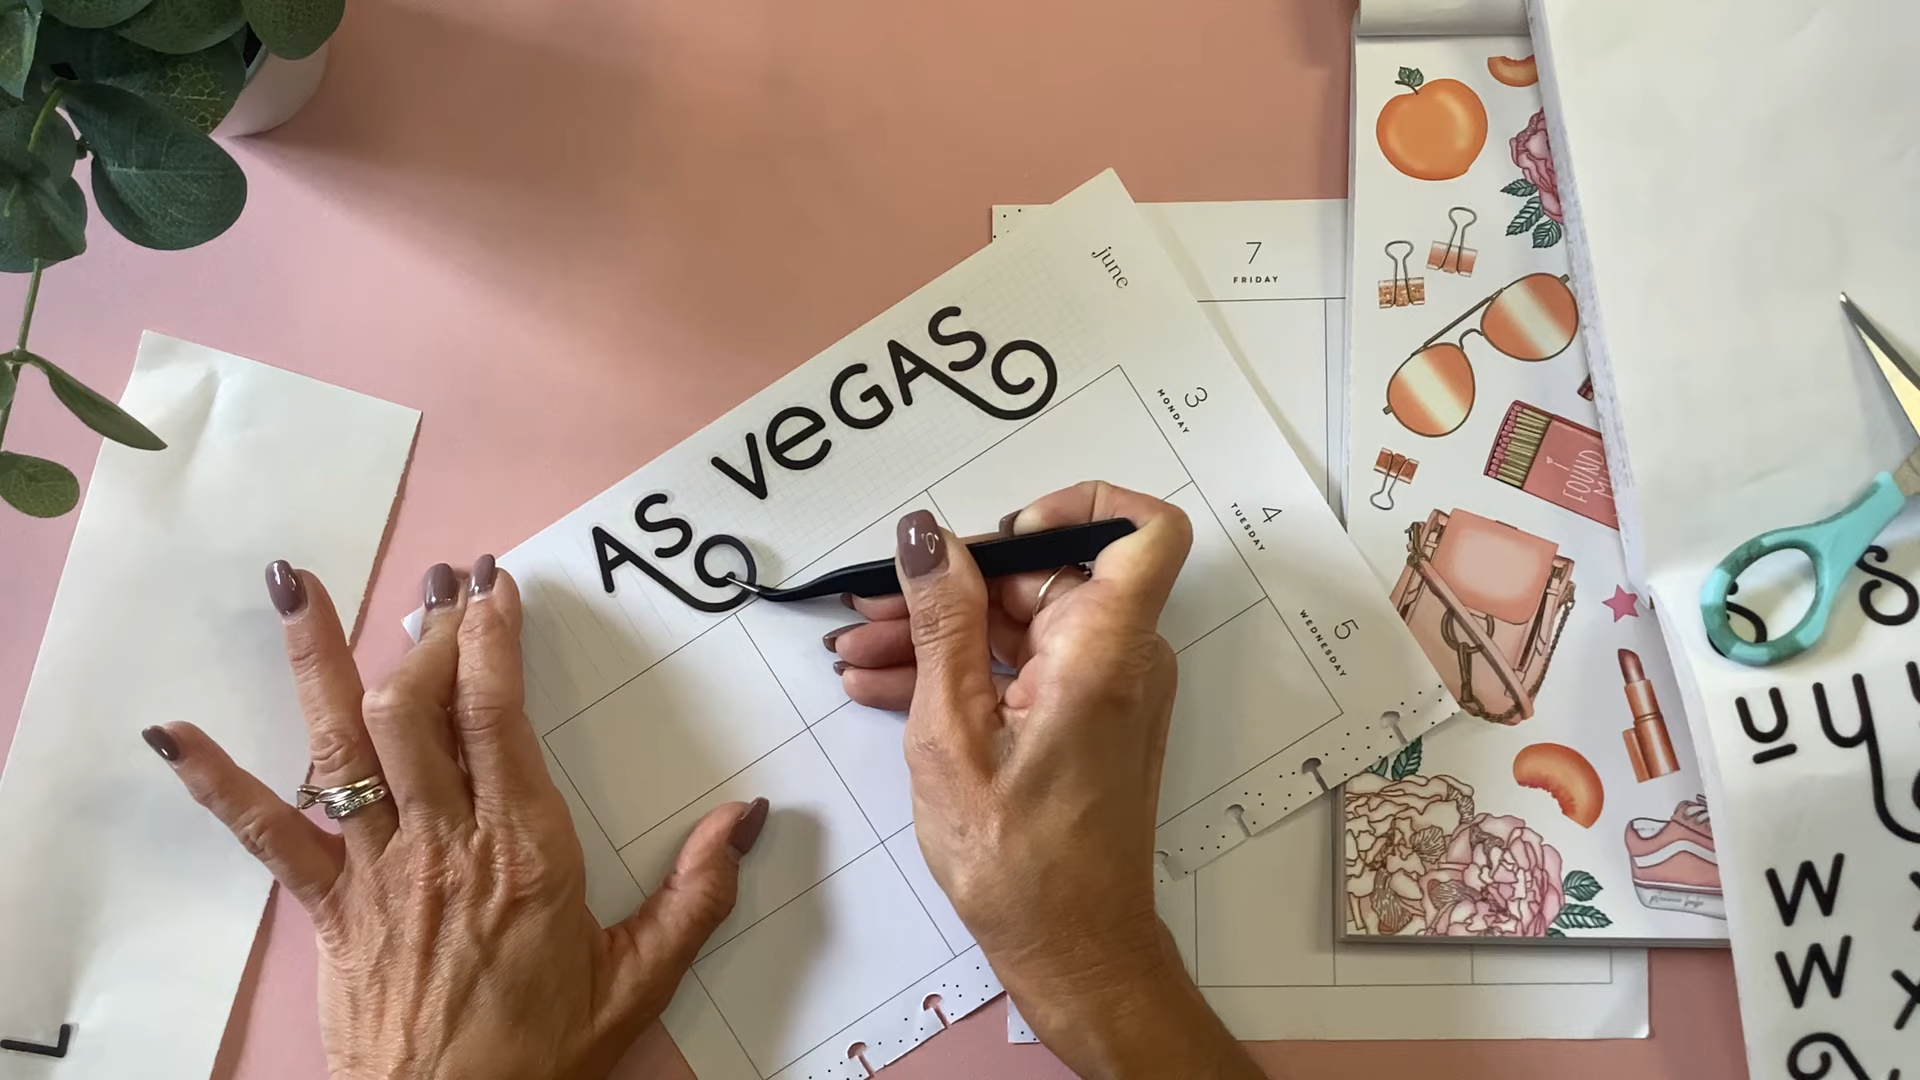 june
AS VeGAS
3
MONDAY
4
TUESDAY
5
WEDNESDAY
7
FRIDAY
I
FOUND
L
S
u y
W
W